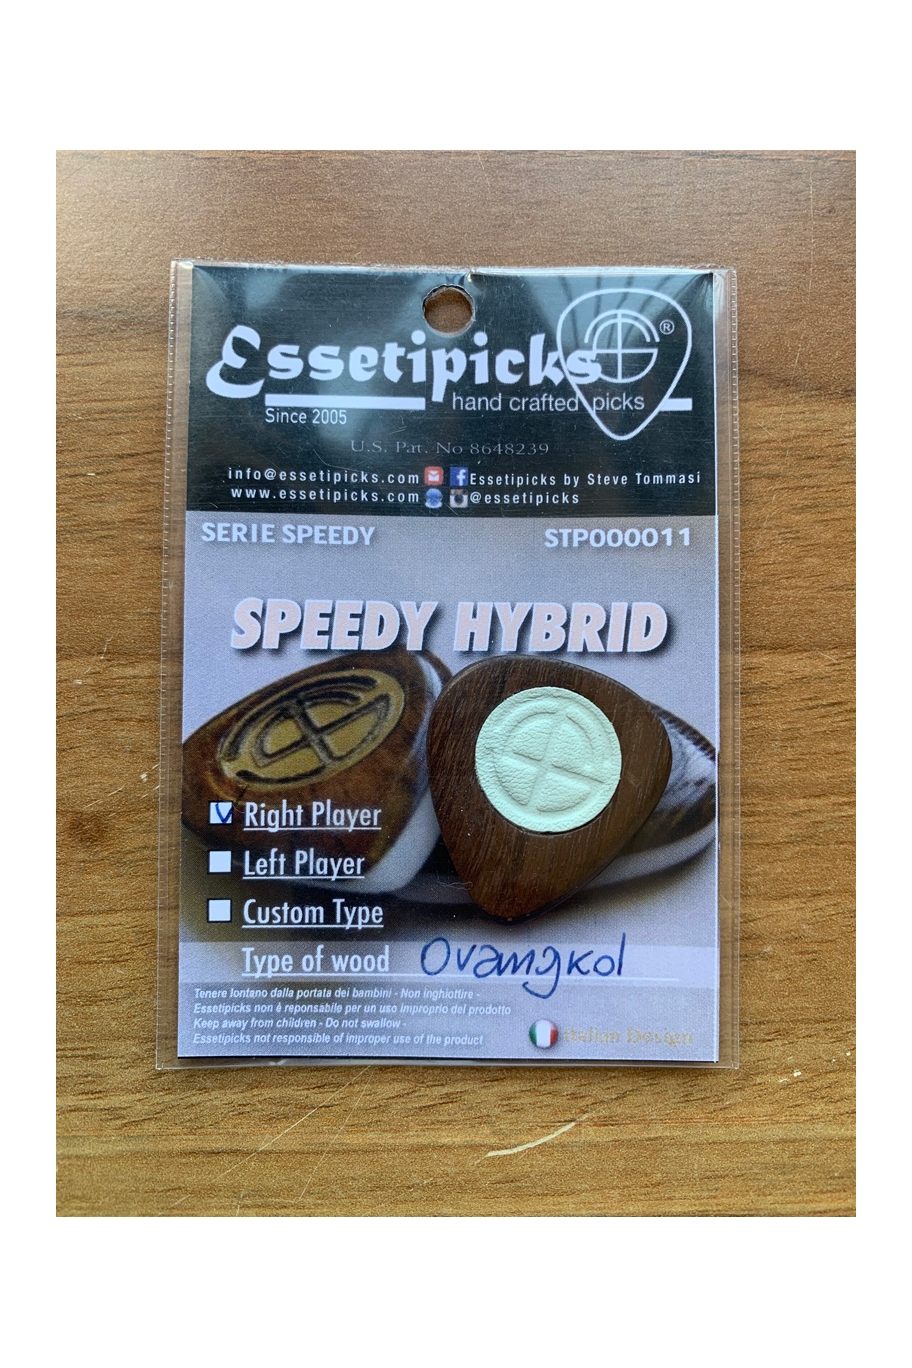 Essetipicks ®
hand crafted picks
Since 2005
U.S. Pat. No 8648239
info@essetipicks.com Essetipicks by Steve Tommasi
www.essetipicks.com @essetipicks
SERIE SPEEDY STP000011
SPEEDY HYBRID
Right Player
Left Player
Custom Type
Type of wood Ovangkol
Tenere lontano dalla portata dei bambini - Non inghiottire -
Essetipicks non è reponsabile per un uso improprio del prodotto
Keep away from children - Do not swallow -
Essetipicks not responsible of improper use of the product
Italian Design